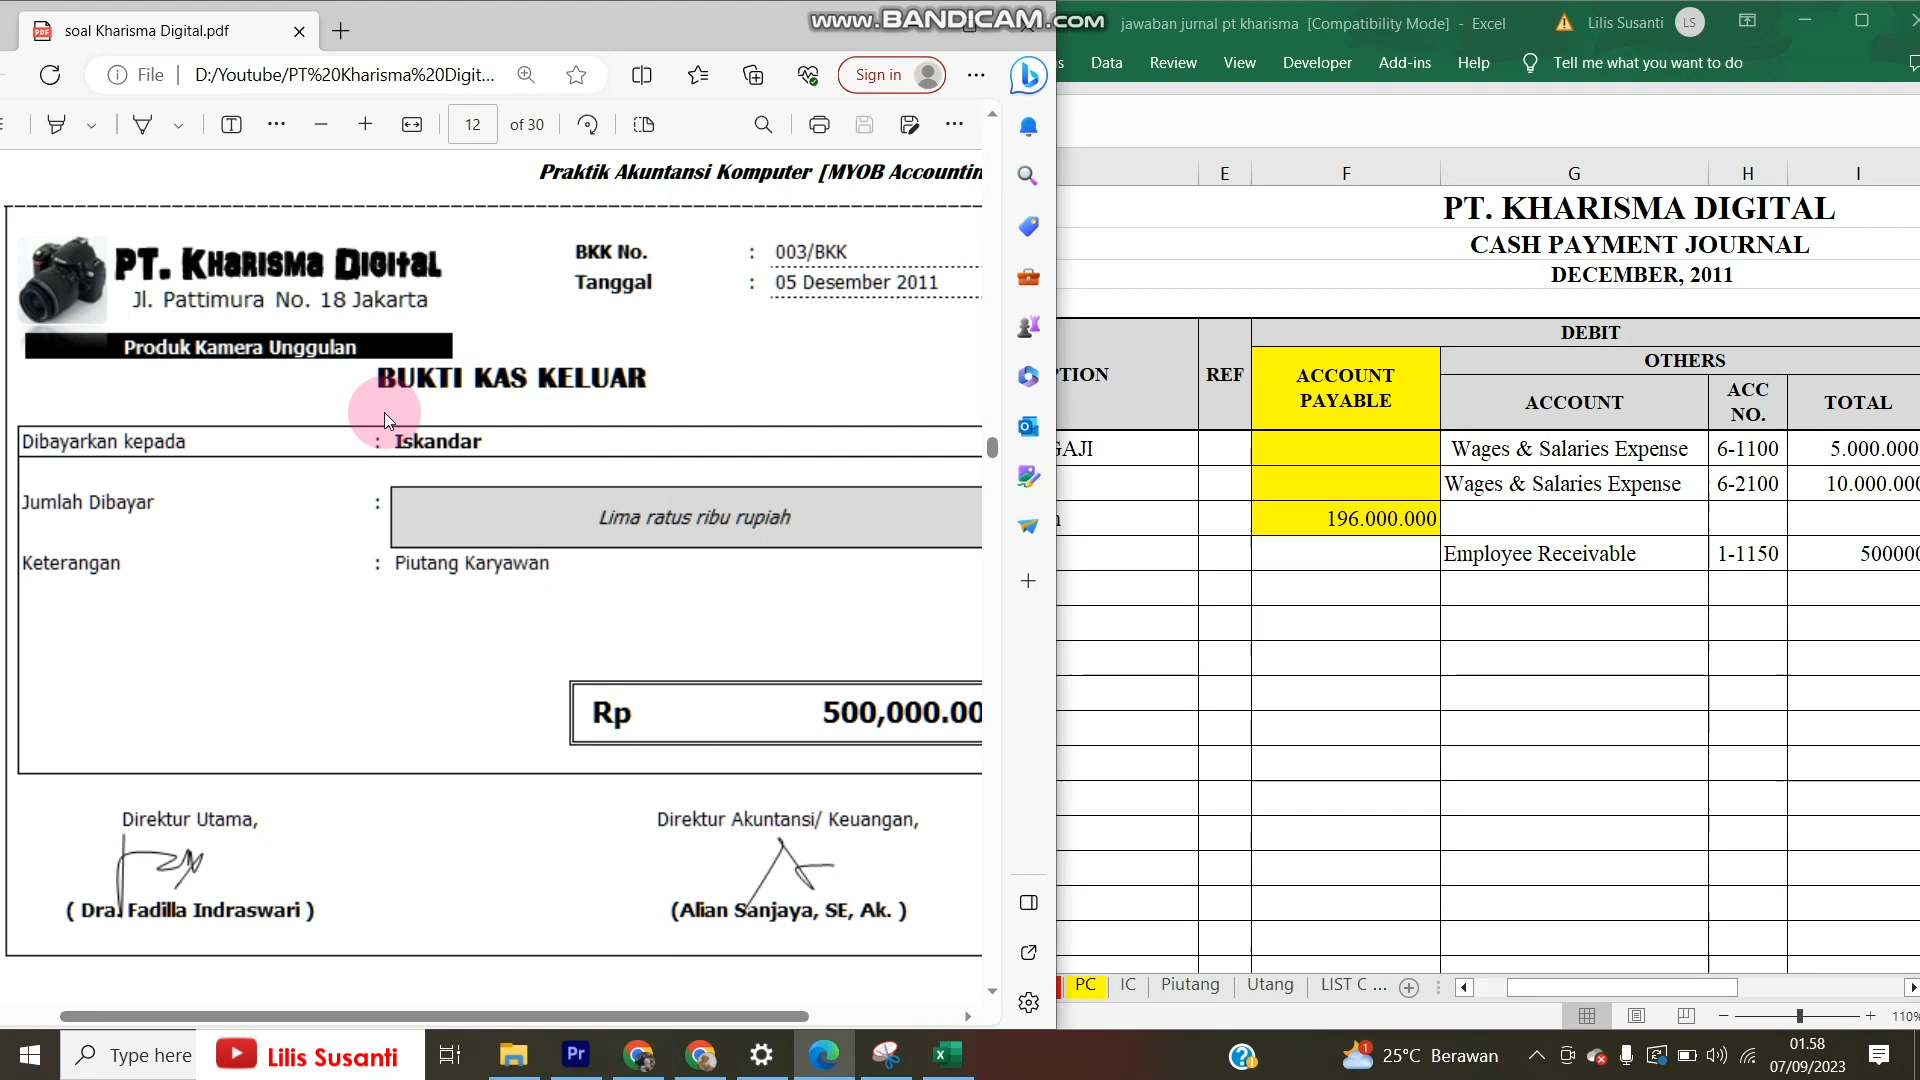 www.BANDICAM.com
soal Kharisma Digital.pdf
File
D:/Youtube/PT%20Kharisma%20Digit...
Sign in
12
of 30
Praktik Akuntansi Komputer [MYOB Accountin
PT. Kharisma Digital
Jl. Pattimura No. 18 Jakarta
Produk Kamera Unggulan
BKK No. : 003/BKK
Tanggal : 05 Desember 2011
BUKTI KAS KELUAR
Dibayarkan kepada : Iskandar
Jumlah Dibayar : Lima ratus ribu rupiah
Keterangan : Piutang Karyawan
Rp 500,000.00
Direktur Utama,
Direktur Akuntansi/ Keuangan,
( Dra. Fadilla Indraswari )
(Alian Sanjaya, SE, Ak. )
jawaban jurnal pt kharisma [Compatibility Mode] - Excel
Lilis Susanti
LS
s Data Review View Developer Add-ins Help Tell me what you want to do
E F G H I
PT. KHARISMA DIGITAL
CASH PAYMENT JOURNAL
DECEMBER, 2011
DEBIT
OTHERS
PTION REF ACCOUNT PAYABLE ACCOUNT ACC NO. TOTAL
GAJI Wages & Salaries Expense 6-1100 5.000.000
Wages & Salaries Expense 6-2100 10.000.000
n 196.000.000
Employee Receivable 1-1150 500000
PC IC Piutang Utang LIST C ...
110%
Type here
Lilis Susanti
Pr
25°C Berawan
1
01.58
07/09/2023